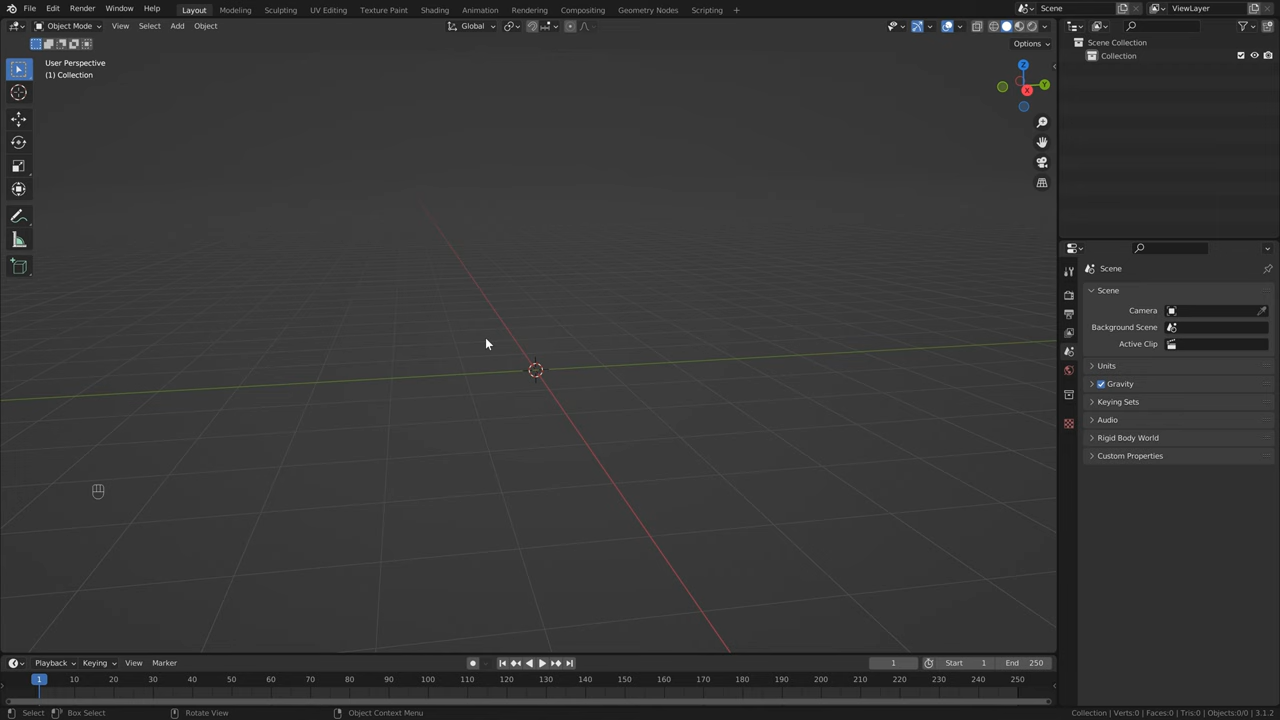 File Edit Render Window Help Layout Modeling Sculpting UV Editing Texture Paint Shading Animation Rendering Compositing Geometry Nodes Scripting + Scene ViewLayer
Object Mode View Select Add Object Global
Options
User Perspective
(1) Collection
Z
Y
X
Scene Collection
Collection
Scene
Scene
Camera
Background Scene
Active Clip
Units
Gravity
Keying Sets
Audio
Rigid Body World
Custom Properties
Playback Keying View Marker 1 Start 1 End 250
1 10 20 30 40 50 60 70 80 90 100 110 120 130 140 150 160 170 180 190 200 210 220 230 240 250
Select Box Select Rotate View Object Context Menu Collection | Verts:0 | Faces:0 | Tris:0 | Objects:0/0 | 3.1.2